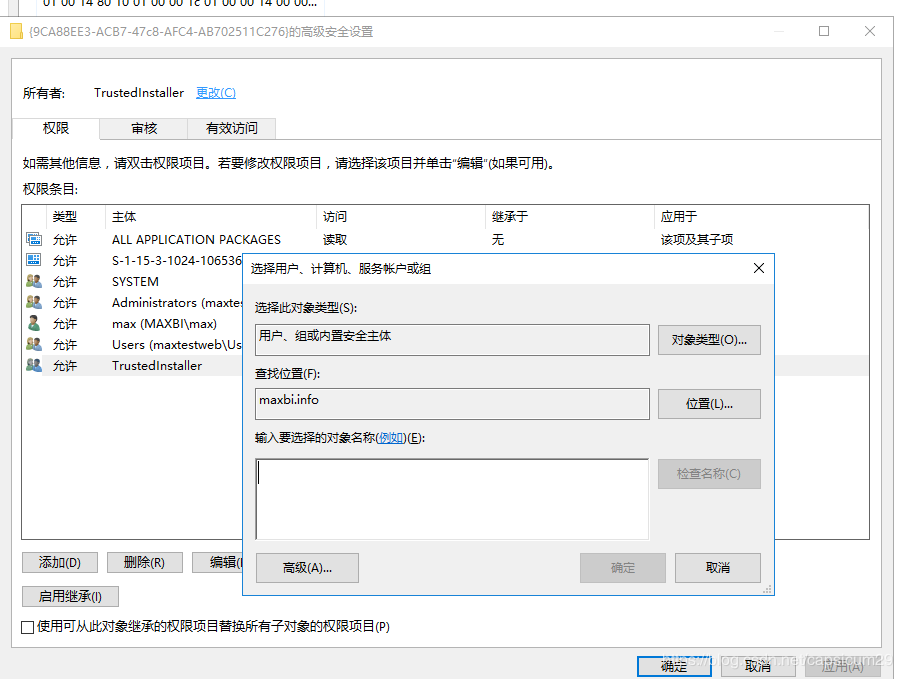 01 00 14 80 10 01 00 00 1c 01 00 00 14 00 00...
{9CA88EE3-ACB7-47c8-AFC4-AB702511C276}的高级安全设置
所有者: TrustedInstaller 更改(C)
权限 审核 有效访问
如需其他信息，请双击权限项目。若要修改权限项目，请选择该项目并单击“编辑”(如果可用)。
权限条目:
类型 主体 访问 继承于 应用于
允许 ALL APPLICATION PACKAGES 读取 无 该项及其子项
允许 S-1-15-3-1024-106536
允许 SYSTEM
允许 Administrators (maxtes
允许 max (MAXBI\max)
允许 Users (maxtestweb\Us
允许 TrustedInstaller
选择用户、计算机、服务帐户或组
选择此对象类型(S):
用户、组或内置安全主体 对象类型(O)...
查找位置(F):
maxbi.info 位置(L)...
输入要选择的对象名称(例如)(E):
检查名称(C)
高级(A)... 确定 取消
添加(D) 删除(R) 编辑(
启用继承(I)
使用可从此对象继承的权限项目替换所有子对象的权限项目(P)
确定 取消 应用(A)
https://blog.csdn.net/capsicum29